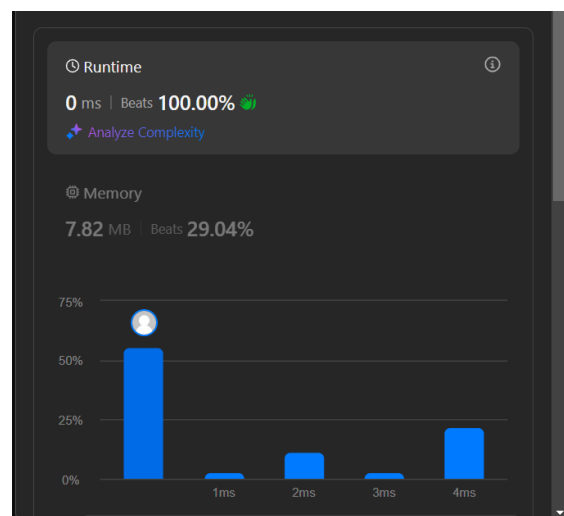 Runtime
0 ms | Beats 100.00%
Analyze Complexity
Memory
7.82 MB | Beats 29.04%
75%
50%
25%
0%
1ms 2ms 3ms 4ms